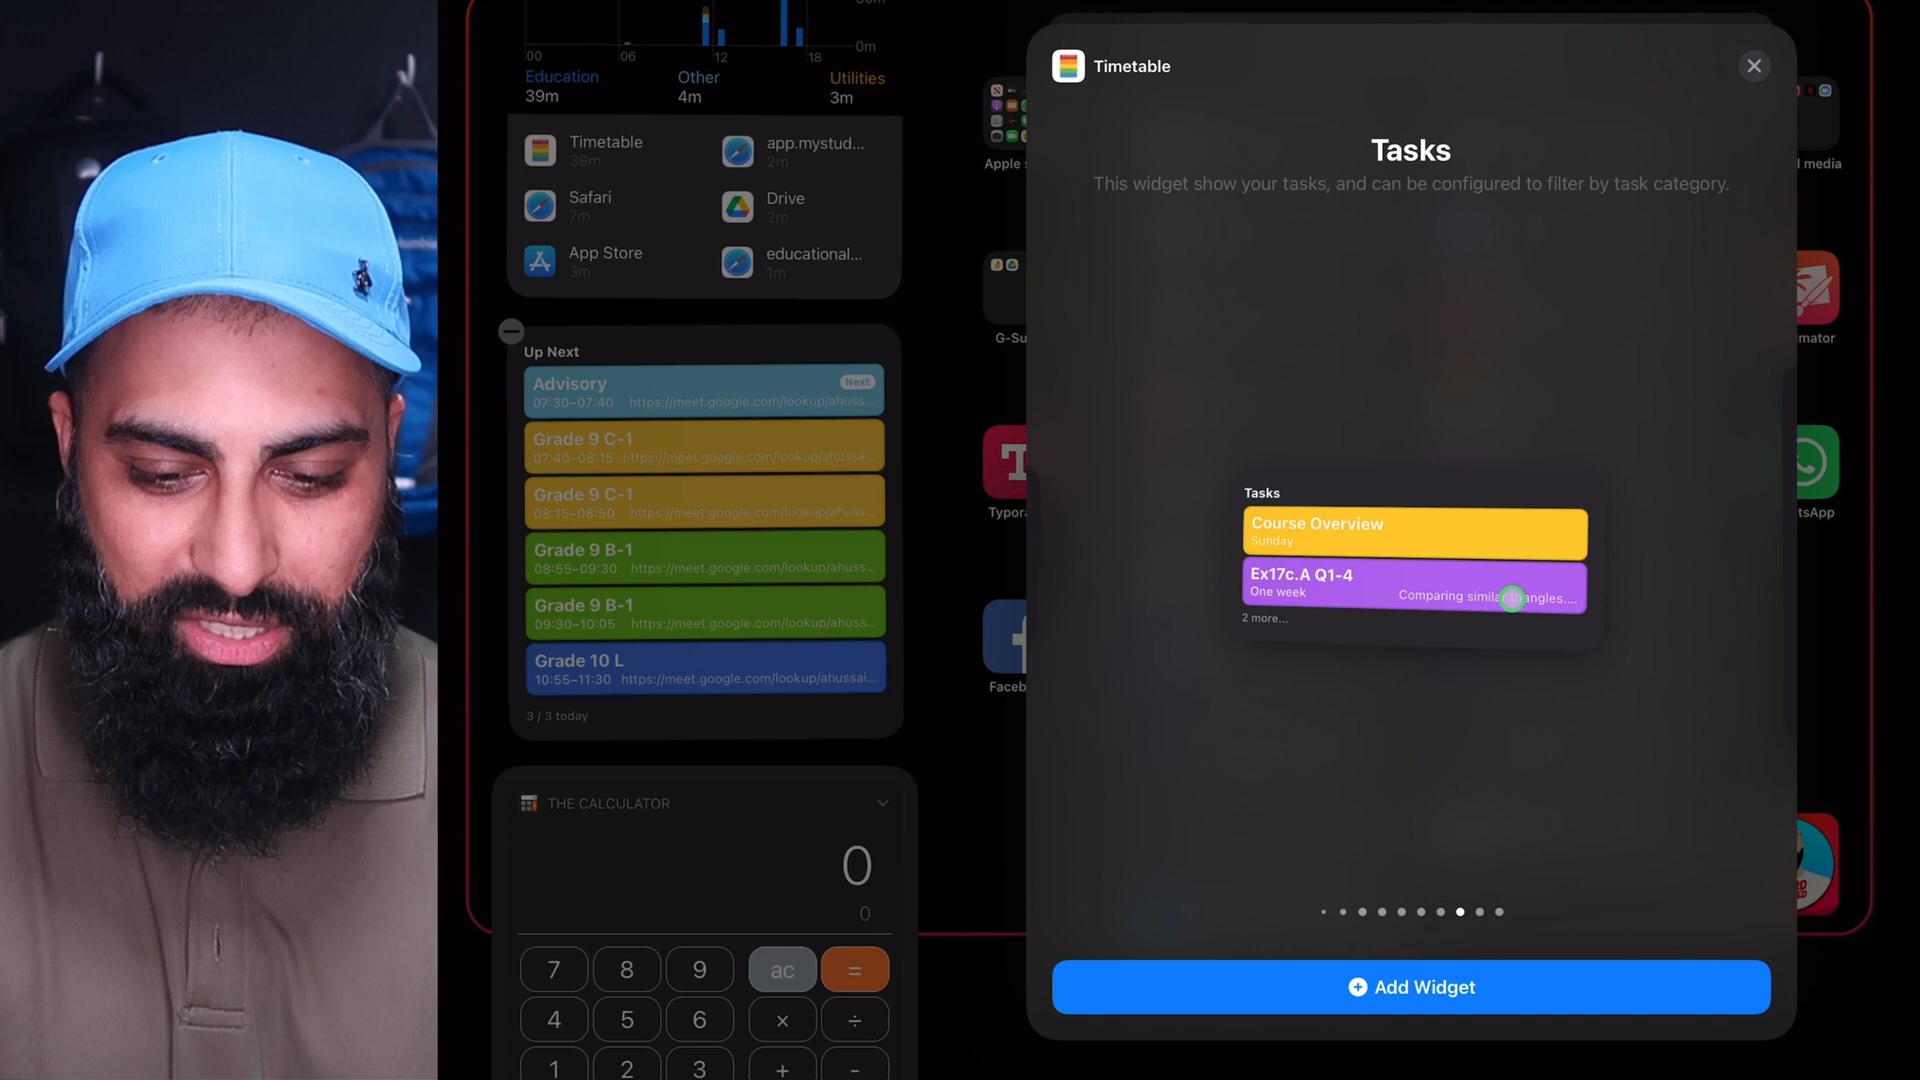 0m
00 06 12 18
Education Other Utilities
39m 4m 3m
Timetable
39m
app.mystud...
2m
Safari
7m
Drive
2m
App Store
3m
educational...
1m
Up Next
Advisory Next
07:30–07:40 https://meet.google.com/lookup/ahuss...
Grade 9 C-1
07:40–08:15 https://meet.google.com/lookup/ahussa...
Grade 9 C-1
08:15–08:50 https://meet.google.com/lookup/ahuss...
Grade 9 B-1
08:55–09:30 https://meet.google.com/lookup/ahuss...
Grade 9 B-1
09:30–10:05 https://meet.google.com/lookup/ahuss...
Grade 10 L
10:55–11:30 https://meet.google.com/lookup/ahussai...
3 / 3 today
THE CALCULATOR
0
0
7 8 9 ac =
4 5 6 × ÷
1 2 3 + -
Apple
G-Su
Typor
Faceb
l media
mator
tsApp
Timetable
Tasks
This widget show your tasks, and can be configured to filter by task category.
Tasks
Course Overview
Sunday
Ex17c.A Q1-4
One week Comparing similar triangles....
2 more...
Add Widget